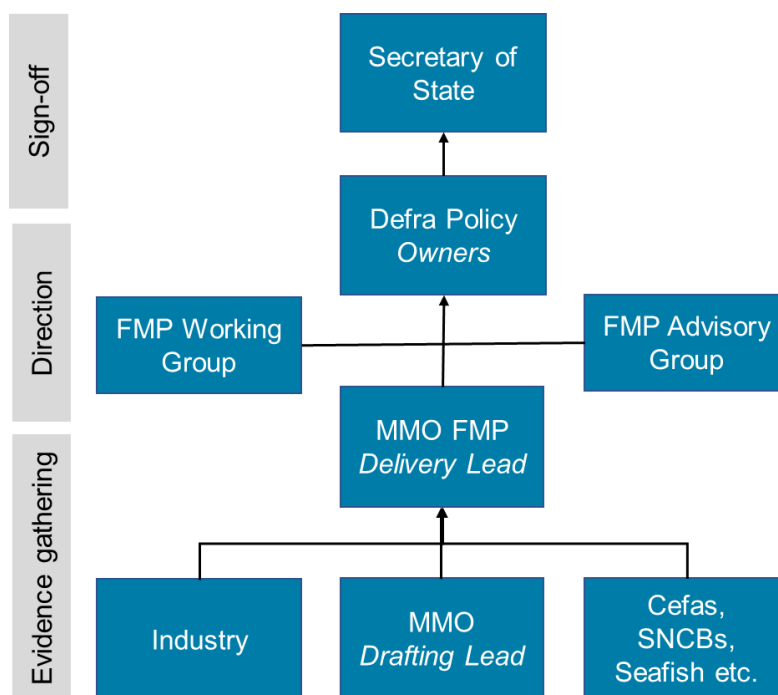 Sign-off
Secretary of
State
Defra Policy
Owners
Direction
FMP Working
Group
FMP Advisory
Group
MMO FMP
Delivery Lead
Evidence gathering
Industry
MMO
Drafting Lead
Cefas,
SNCBs,
Seafish etc.